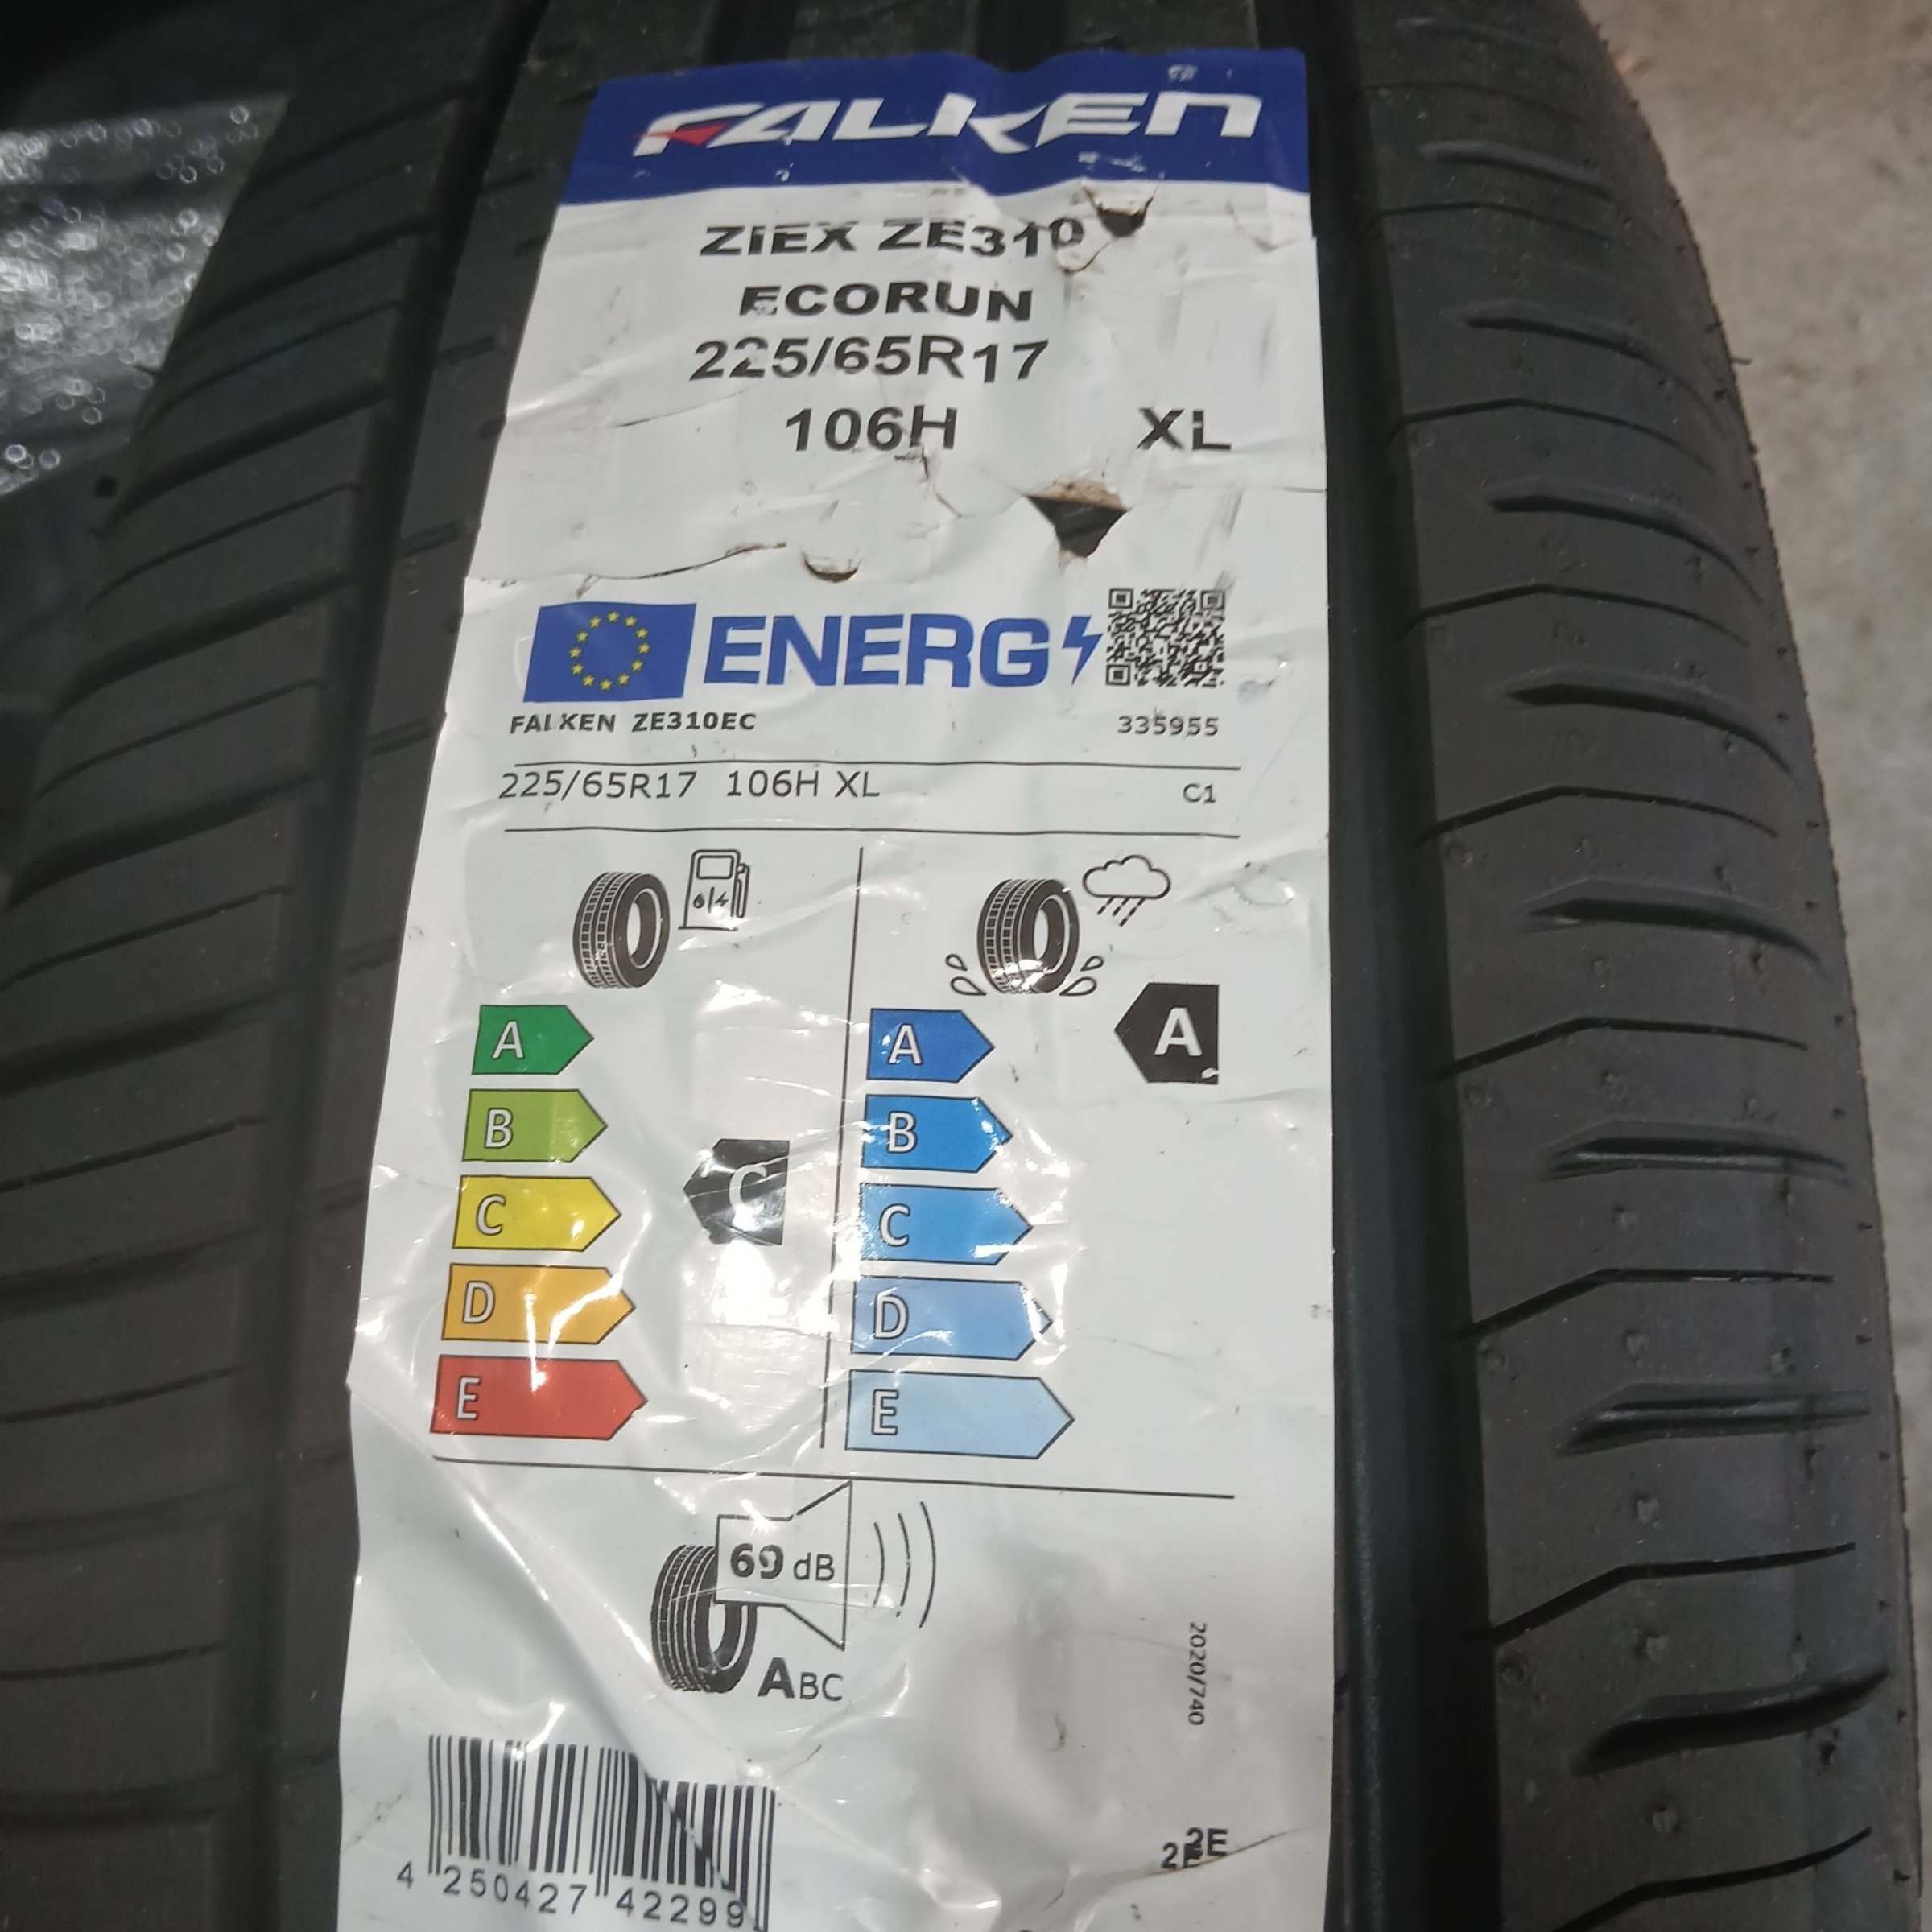 FALKEN
ZIEX ZE310
ECORUN
225/65R17
106H XL
ENERG
FALKEN ZE310EC 335955
225/65R17 106H XL C1
A
B
C
D
E
C
A
B
C
D
E
A
69 dB
ABC
2020/740
4 250427 42299